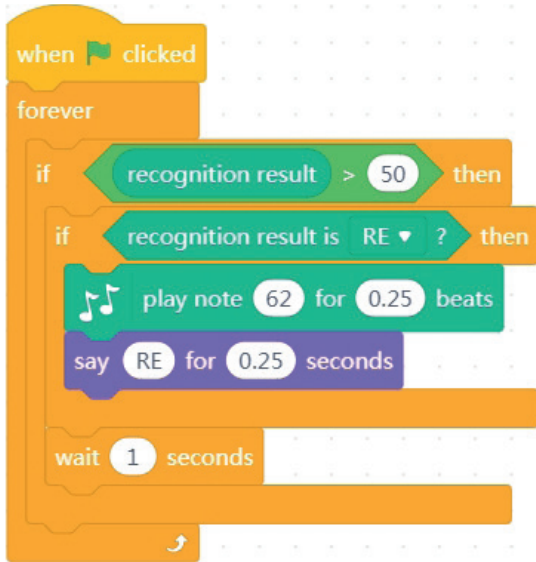 when clicked
forever
if recognition result > 50 then
if recognition result is RE ? then
play note 62 for 0.25 beats
say RE for 0.25 seconds
wait 1 seconds